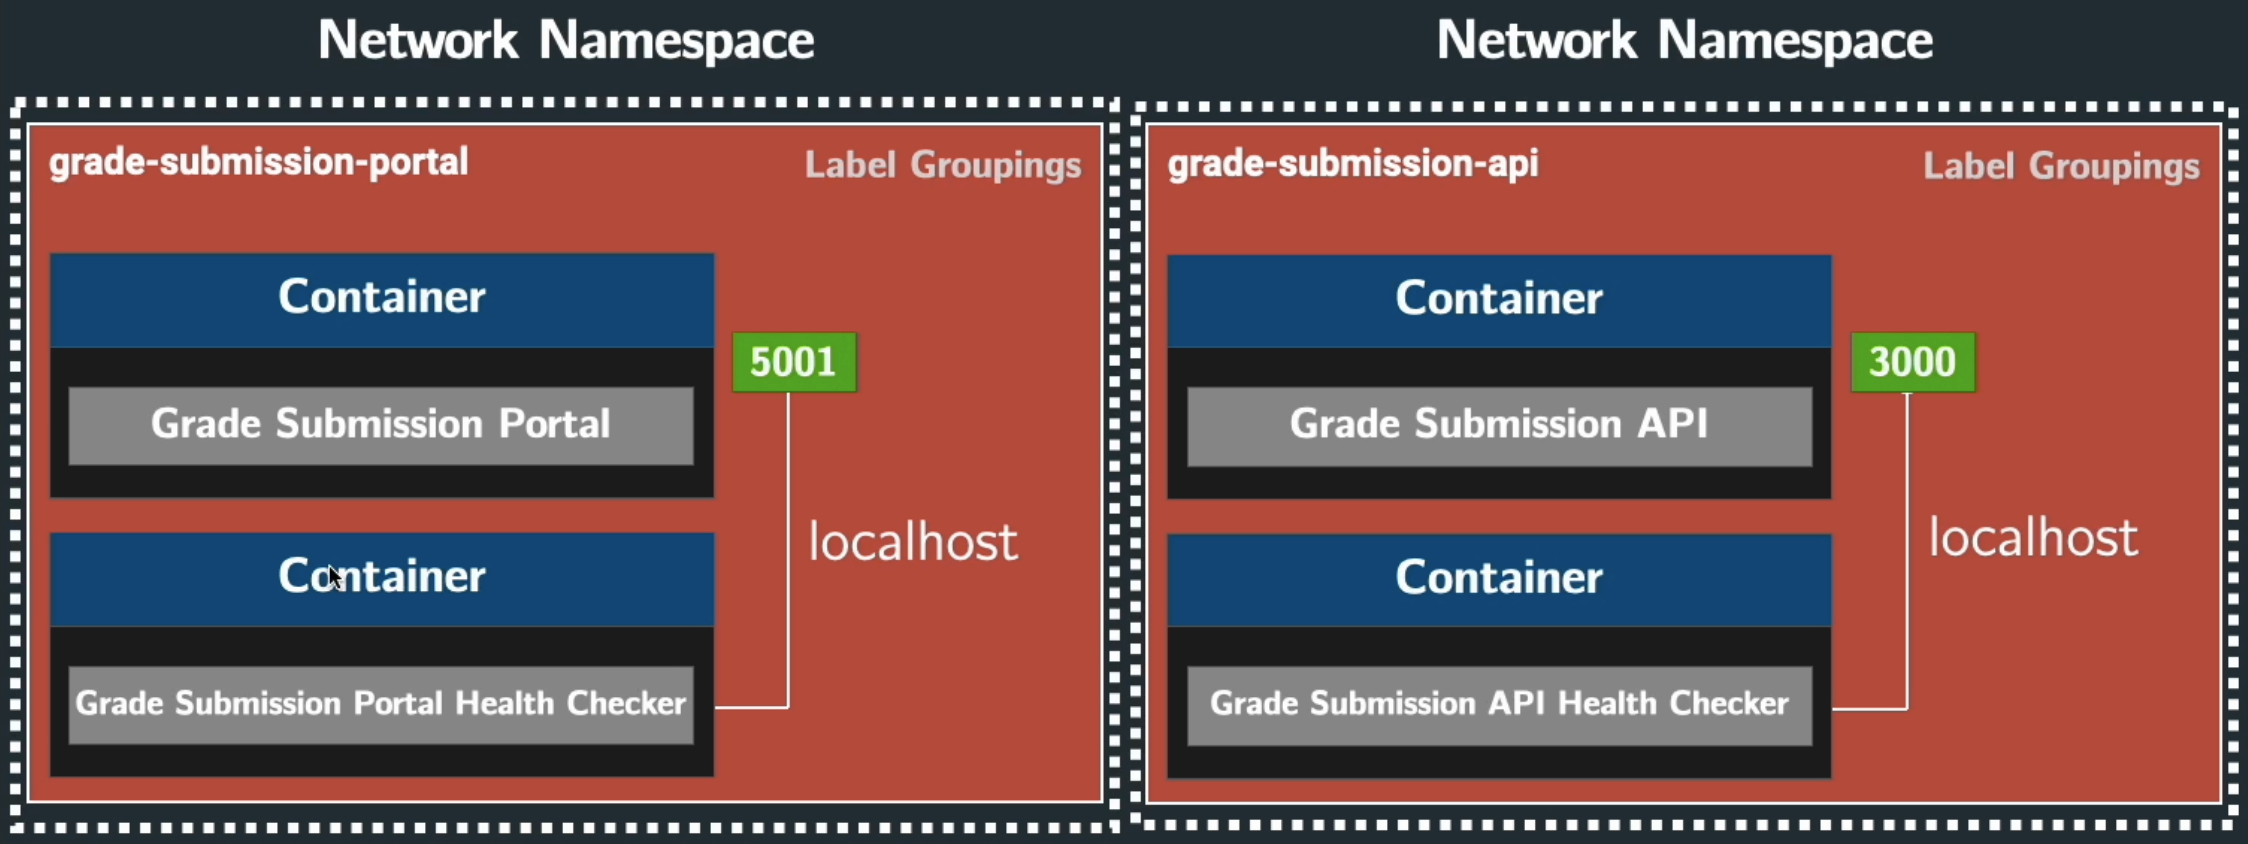 Network Namespace
grade-submission-portal
Label Groupings
Container
5001
Grade Submission Portal
localhost
Container
Grade Submission Portal Health Checker
Network Namespace
grade-submission-api
Label Groupings
Container
3000
Grade Submission API
localhost
Container
Grade Submission API Health Checker